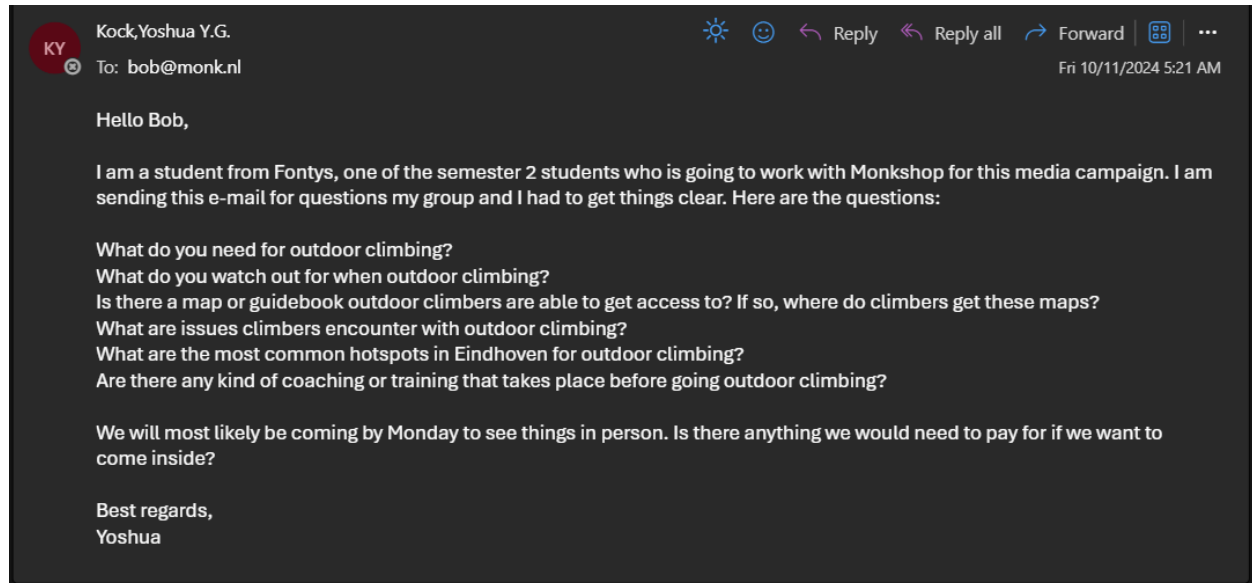 KY
Kock,Yoshua Y.G.
Reply
Reply all
Forward
To: bob@monk.nl
Fri 10/11/2024 5:21 AM
Hello Bob,
I am a student from Fontys, one of the semester 2 students who is going to work with Monkshop for this media campaign. I am
sending this e-mail for questions my group and I had to get things clear. Here are the questions:
What do you need for outdoor climbing?
What do you watch out for when outdoor climbing?
Is there a map or guidebook outdoor climbers are able to get access to? If so, where do climbers get these maps?
What are issues climbers encounter with outdoor climbing?
What are the most common hotspots in Eindhoven for outdoor climbing?
Are there any kind of coaching or training that takes place before going outdoor climbing?
We will most likely be coming by Monday to see things in person. Is there anything we would need to pay for if we want to
come inside?
Best regards,
Yoshua